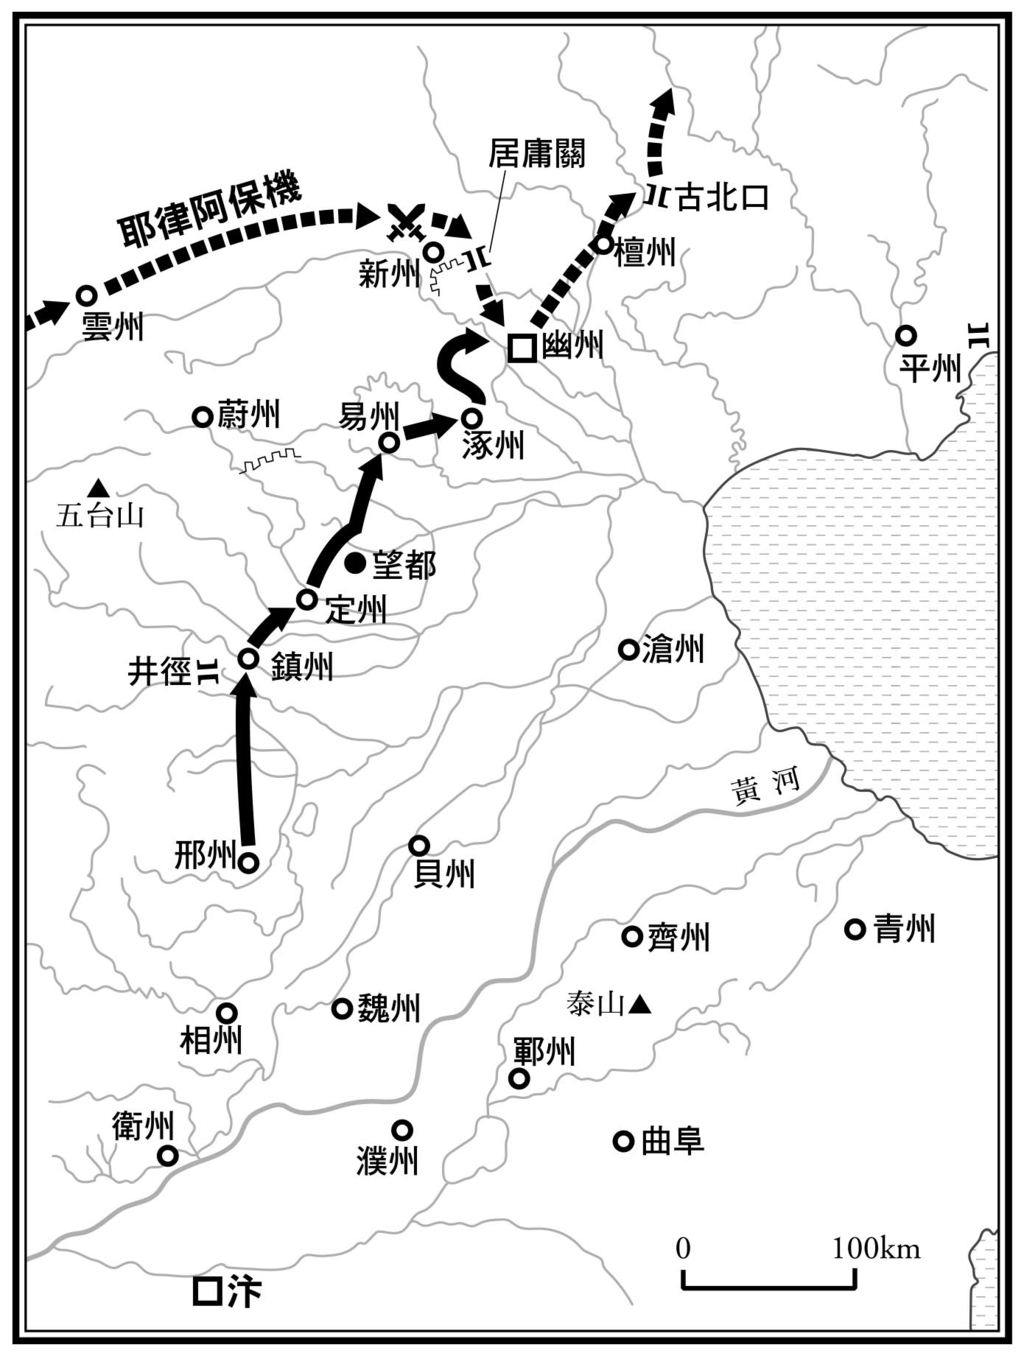 居庸關
耶律阿保機
古北口
檀州
新州
雲州
幽州
平州
蔚州
易州
涿州
五台山
望都
定州
滄州
井徑
鎮州
黃河
邢州
貝州
齊州
青州
泰山
相州
魏州
鄆州
衛州
濮州
曲阜
0
100km
汴